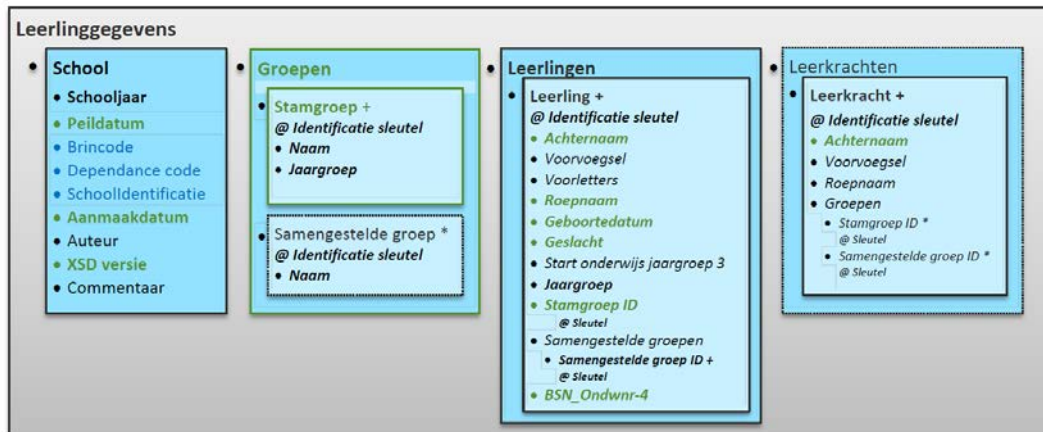 Leerlinggegevens
• School
• Schooljaar
• Peildatum
• Brincode
• Dependance code
• SchoolIdentificatie
• Aanmaakdatum
• Auteur
• XSD versie
• Commentaar
• Groepen
• Stamgroep +
@ Identificatie sleutel
• Naam
• Jaargroep
• Samengestelde groep *
@ Identificatie sleutel
• Naam
• Leerlingen
• Leerling +
@ Identificatie sleutel
• Achternaam
• Voorvoegsel
• Voorletters
• Roepnaam
• Geboortedatum
• Geslacht
• Start onderwijs jaargroep 3
• Jaargroep
• Stamgroep ID
@ Sleutel
• Samengestelde groepen
• Samengestelde groep ID +
@ Sleutel
• BSN_Ondwnr-4
• Leerkrachten
• Leerkracht +
@ Identificatie sleutel
• Achternaam
• Voorvoegsel
• Roepnaam
• Groepen
• Stamgroep ID *
@ Sleutel
• Samengestelde groep ID *
@ Sleutel